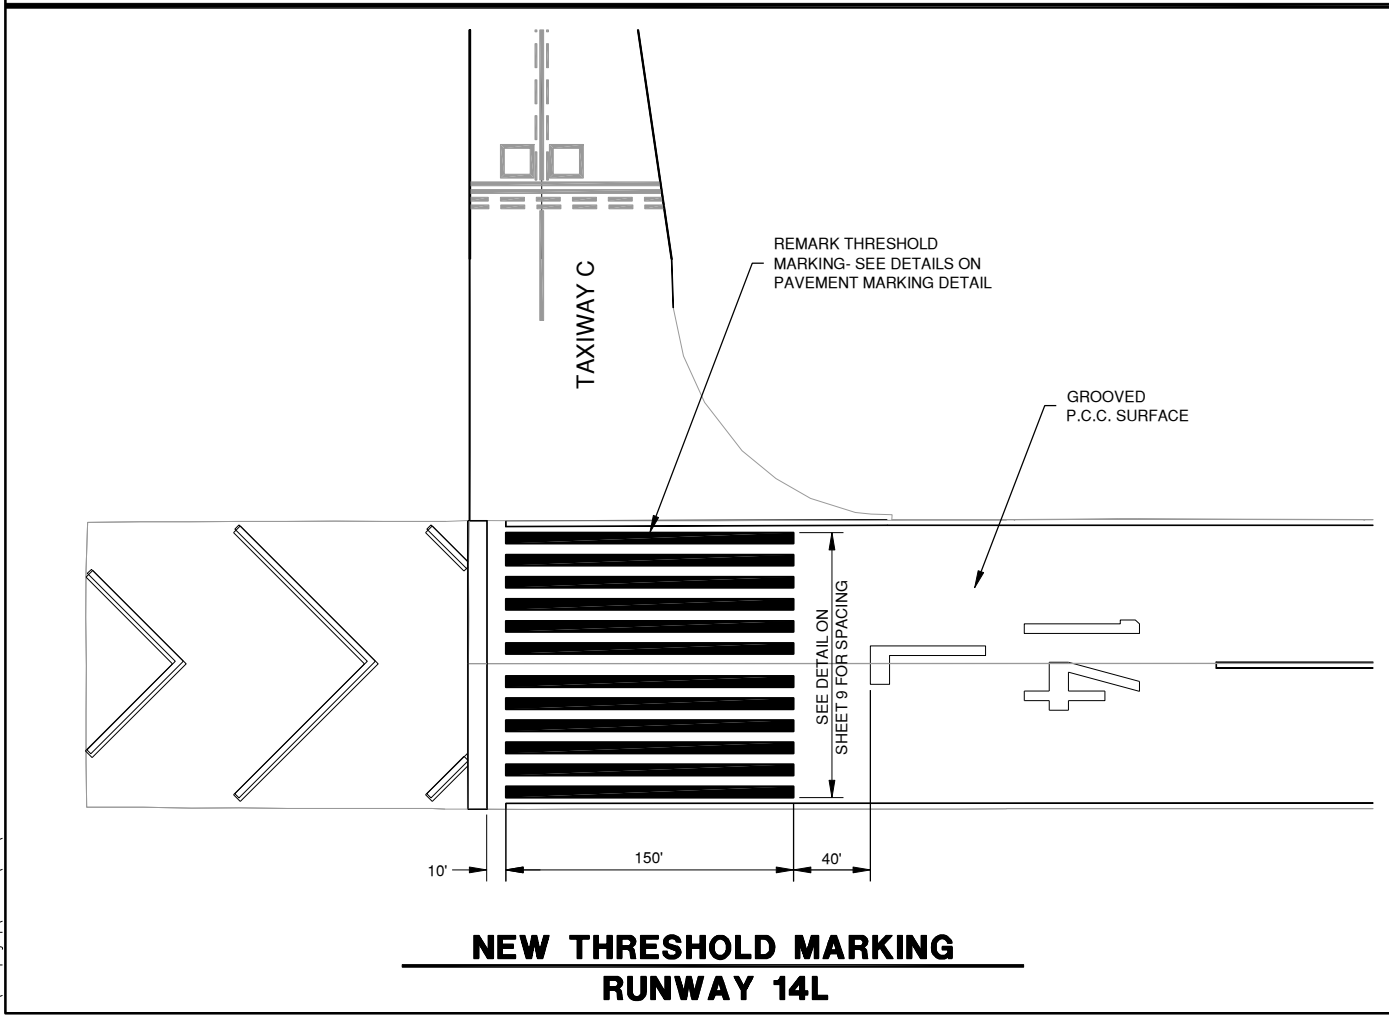 REMARK THRESHOLD
MARKING- SEE DETAILS ON
PAVEMENT MARKING DETAIL
TAXIWAY C
GROOVED
P.C.C. SURFACE
SEE DETAIL ON
SHEET 9 FOR SPACING
L
14
10'
150'
40'
NEW THRESHOLD MARKING
RUNWAY 14L